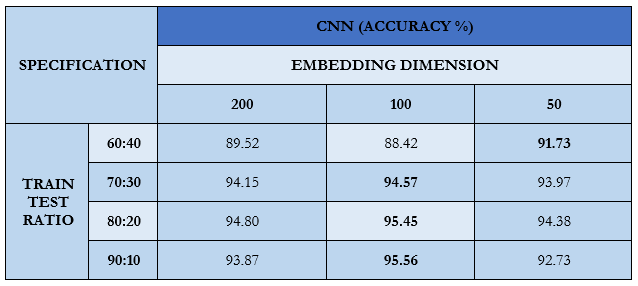 CNN (ACCURACY %)
SPECIFICATION
EMBEDDING DIMENSION
200 100 50
TRAIN TEST RATIO
60:40 89.52 88.42 91.73
70:30 94.15 94.57 93.97
80:20 94.80 95.45 94.38
90:10 93.87 95.56 92.73